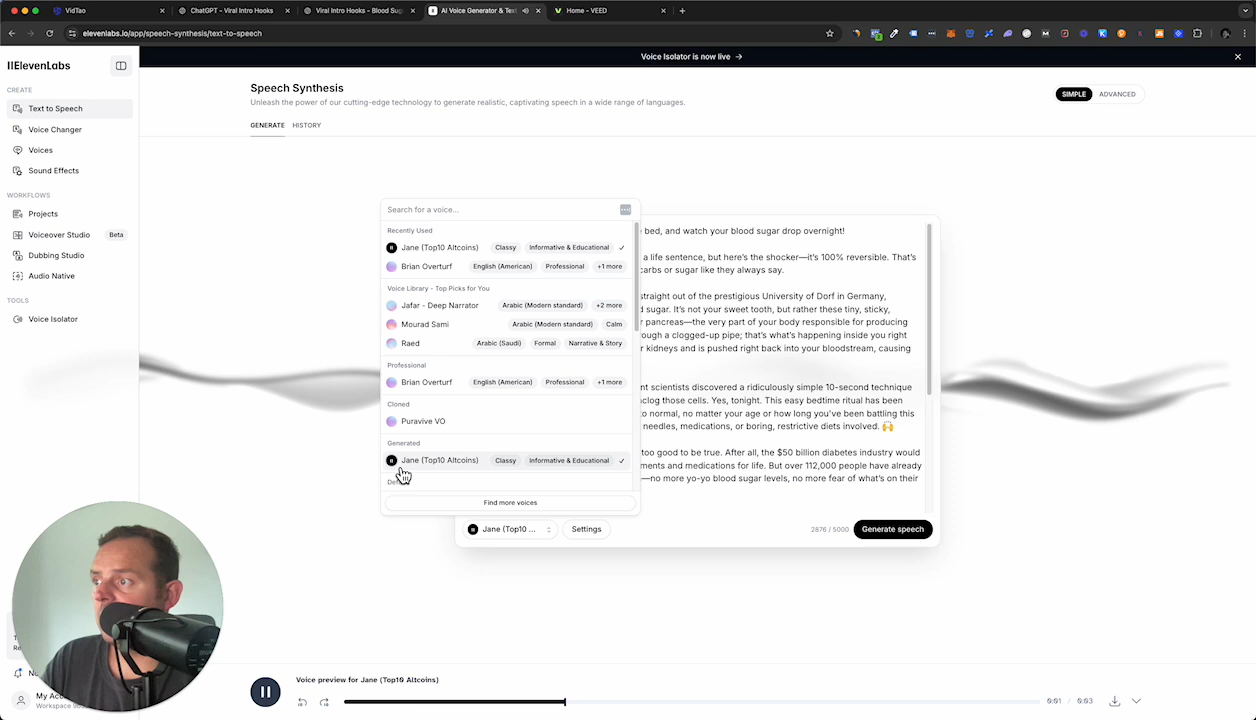 VidTao
ChatGPT - Viral Intro Hooks
Viral Intro Hooks - Blood Sug
AI Voice Generator & Text
Home - VEED
elevenlabs.io/app/speech-synthesis/text-to-speech
Voice Isolator is now live →
IIElevenLabs
CREATE
Text to Speech
Voice Changer
Voices
Sound Effects
WORKFLOWS
Projects
Voiceover Studio Beta
Dubbing Studio
Audio Native
TOOLS
Voice Isolator
My Acc
Workspace
Speech Synthesis
Unleash the power of our cutting-edge technology to generate realistic, captivating speech in a wide range of languages.
SIMPLE ADVANCED
GENERATE HISTORY
Search for a voice...
Recently Used
Jane (Top10 Altcoins) Classy Informative & Educational
Brian Overturf English (American) Professional +1 more
Voice Library - Top Picks for You
Jafar - Deep Narrator Arabic (Modern standard) +2 more
Mourad Sami Arabic (Modern standard) Calm
Raed Arabic (Saudi) Formal Narrative & Story
Professional
Brian Overturf English (American) Professional +1 more
Cloned
Puravive VO
Generated
Jane (Top10 Altcoins) Classy Informative & Educational
Find more voices
bed, and watch your blood sugar drop overnight!
a life sentence, but here's the shocker—it's 100% reversible. That's
carbs or sugar like they always say.
straight out of the prestigious University of Dorf in Germany,
d sugar. It's not your sweet tooth, but rather these tiny, sticky,
r pancreas—the very part of your body responsible for producing
rough a clogged-up pipe; that's what's happening inside you right
r kidneys and is pushed right back into your bloodstream, causing
nt scientists discovered a ridiculously simple 10-second technique
nclog those cells. Yes, tonight. This easy bedtime ritual has been
to normal, no matter your age or how long you've been battling this
needles, medications, or boring, restrictive diets involved. 🙌
too good to be true. After all, the $50 billion diabetes industry would
ments and medications for life. But over 112,000 people have already
—no more yo-yo blood sugar levels, no more fear of what's on their
Jane (Top10 ... Settings 2876 / 5000 Generate speech
Voice preview for Jane (Top10 Altcoins)
0:01 / 0:03